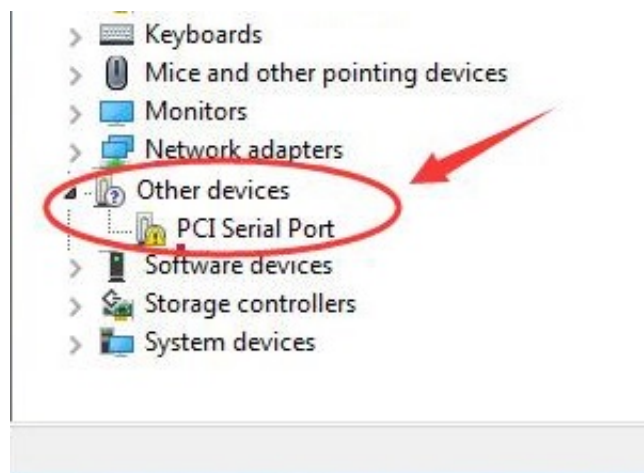 Keyboards
Mice and other pointing devices
Monitors
Network adapters
Other devices
PCI Serial Port
Software devices
Storage controllers
System devices